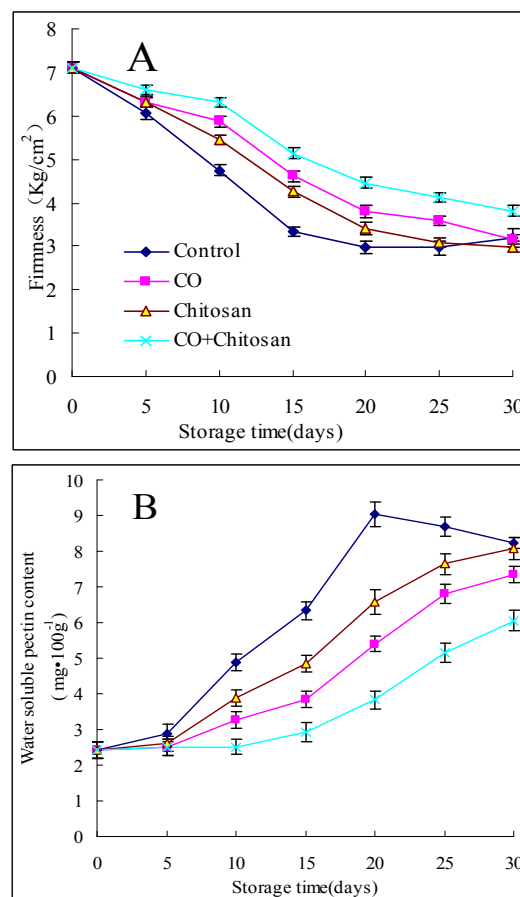 A
8
7
6
5
4
3
2
1
0
Firmness (Kg/cm²)
Control
CO
Chitosan
CO+Chitosan
0 5 10 15 20 25 30
Storage time(days)
B
10
9
8
7
6
5
4
3
2
1
0
Water soluble pectin content
( mg•100g⁻¹)
0 5 10 15 20 25 30
Storage time(days)